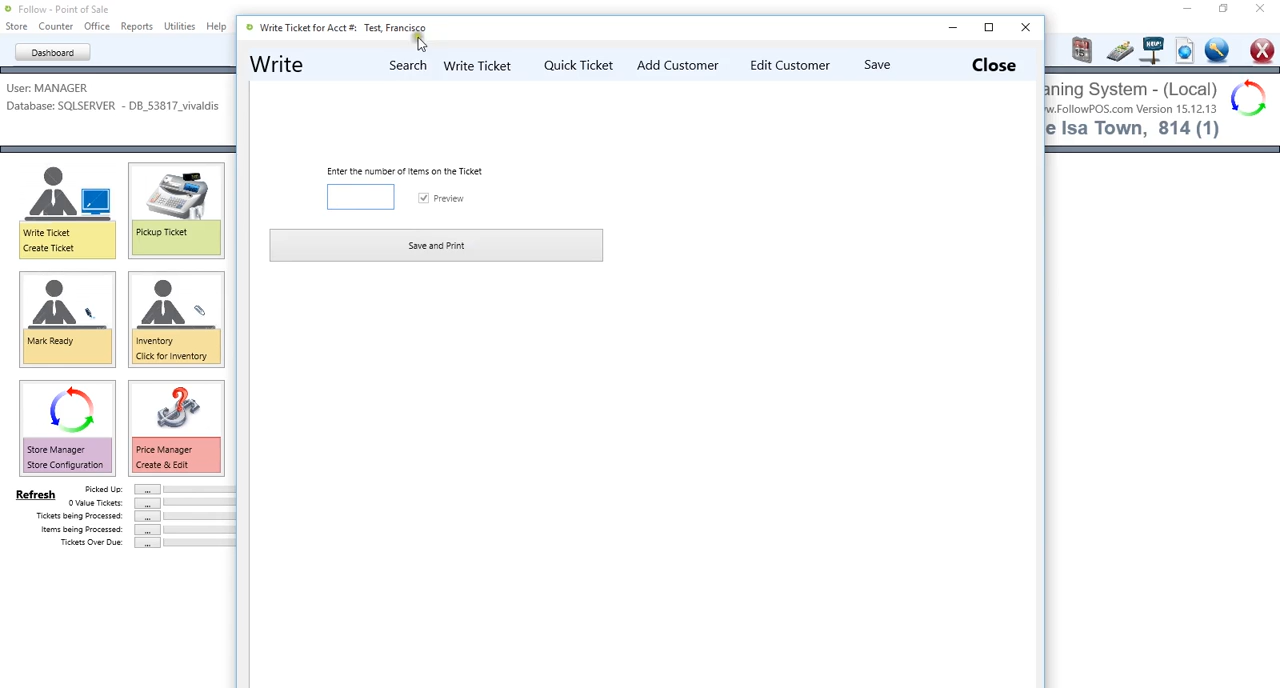 Follow - Point of Sale
Store Counter Office Reports Utilities Help
Dashboard
User: MANAGER
Database: SQLSERVER - DB_53817_vivaldis
Write Ticket
Create Ticket
Pickup Ticket
Mark Ready
Inventory
Click for Inventory
Store Manager
Store Configuration
Price Manager
Create & Edit
Refresh
Picked Up: ...
0 Value Tickets: ...
Tickets being Processed: ...
Items being Processed: ...
Tickets Over Due: ...
Write Ticket for Acct #: Test, Francisco
Write Search Write Ticket Quick Ticket Add Customer Edit Customer Save Close
Enter the number of Items on the Ticket
Preview
Save and Print
HELP
aning System - (Local)
w.FollowPOS.com Version 15.12.13
e Isa Town, 814 (1)